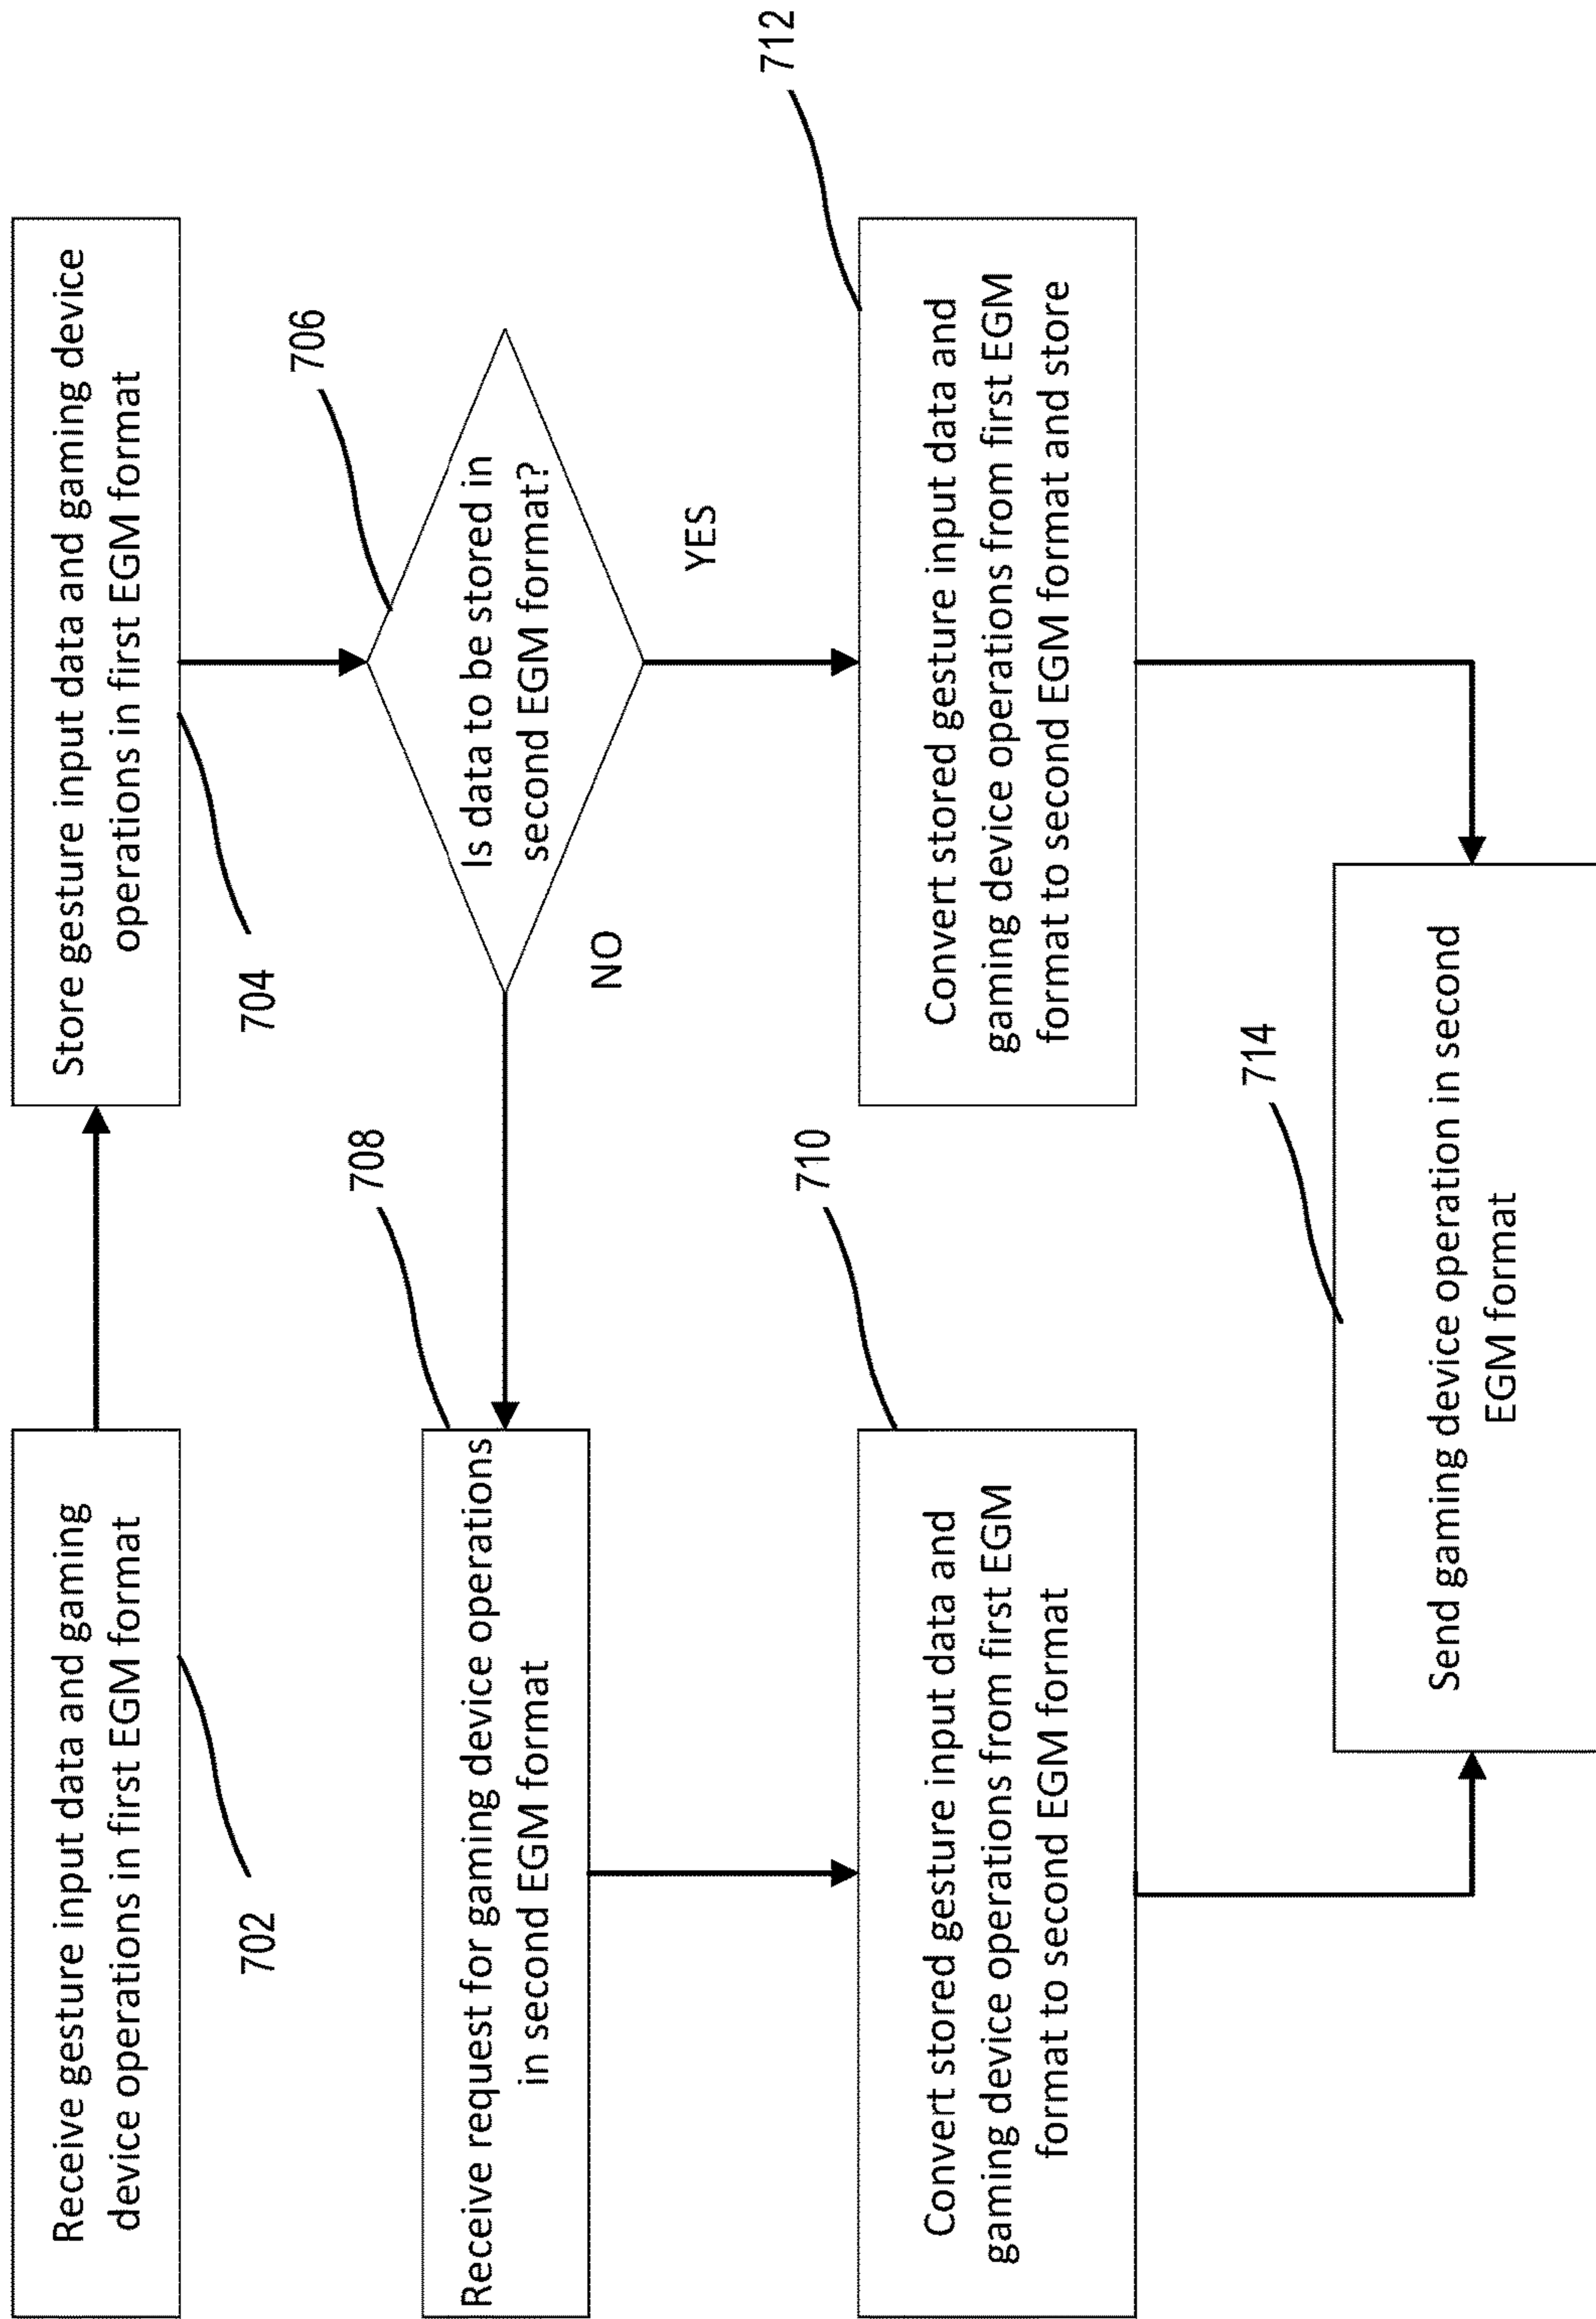 Receive gesture input data and gaming
device operations in first EGM format
702
Store gesture input data and gaming device
operations in first EGM format
704
706
Is data to be stored in
second EGM format?
NO
YES
708
Receive request for gaming device operations
in second EGM format
710
Convert stored gesture input data and
gaming device operations from first EGM
format to second EGM format
712
Convert stored gesture input data and
gaming device operations from first EGM
format to second EGM format and store
714
Send gaming device operation in second
EGM format